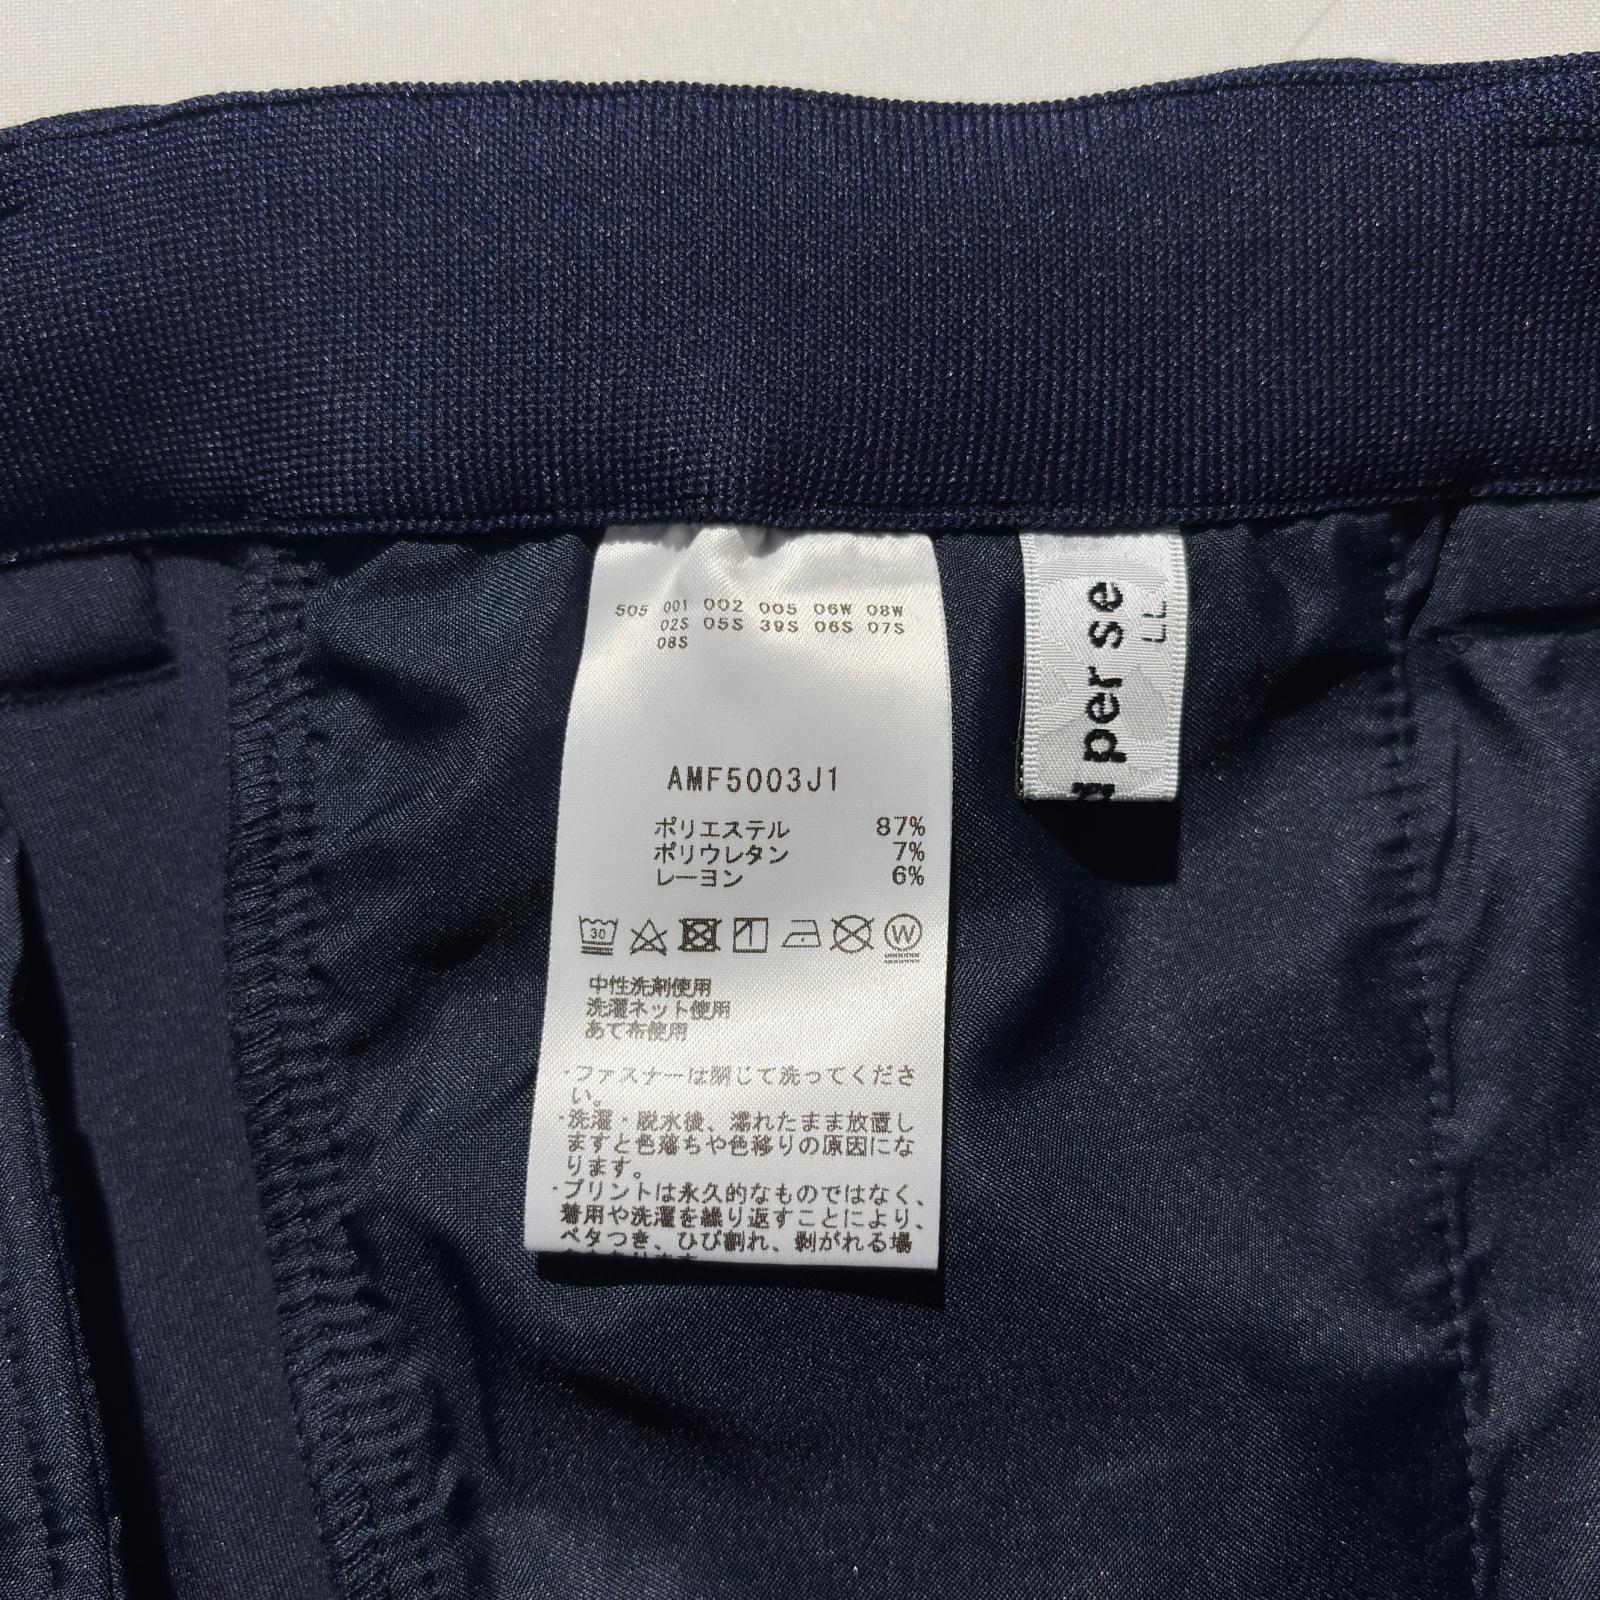 505 001 002 005 06W 08W
02S 05S 39S 06S 07S
08S
AMF5003J1
ポリエステル 87%
ポリウレタン 7%
レーヨン 6%
30
W
中性洗剤使用
洗濯ネット使用
あて布使用
・ファスナーは閉じて洗ってくださ
い。
・洗濯・脱水後、濡れたまま放置し
ますと色落ちや色移りの原因にな
ります。
・プリントは永久的なものではなく、
着用や洗濯を繰り返すことにより、
ベタつき、ひび割れ、剥がれる場
per se
LL